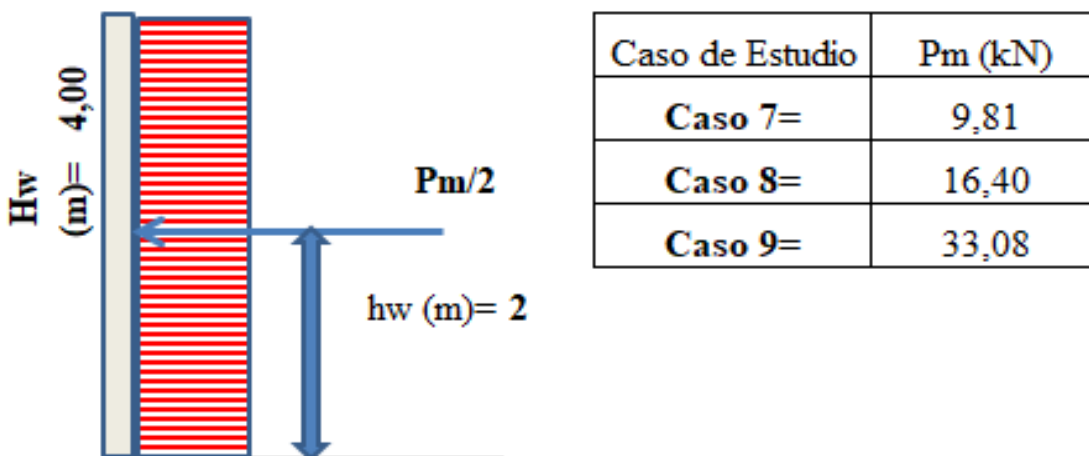 Hw
(m)= 4,00
Pm/2
hw (m)= 2
Caso de Estudio Pm (kN)
Caso 7= 9,81
Caso 8= 16,40
Caso 9= 33,08